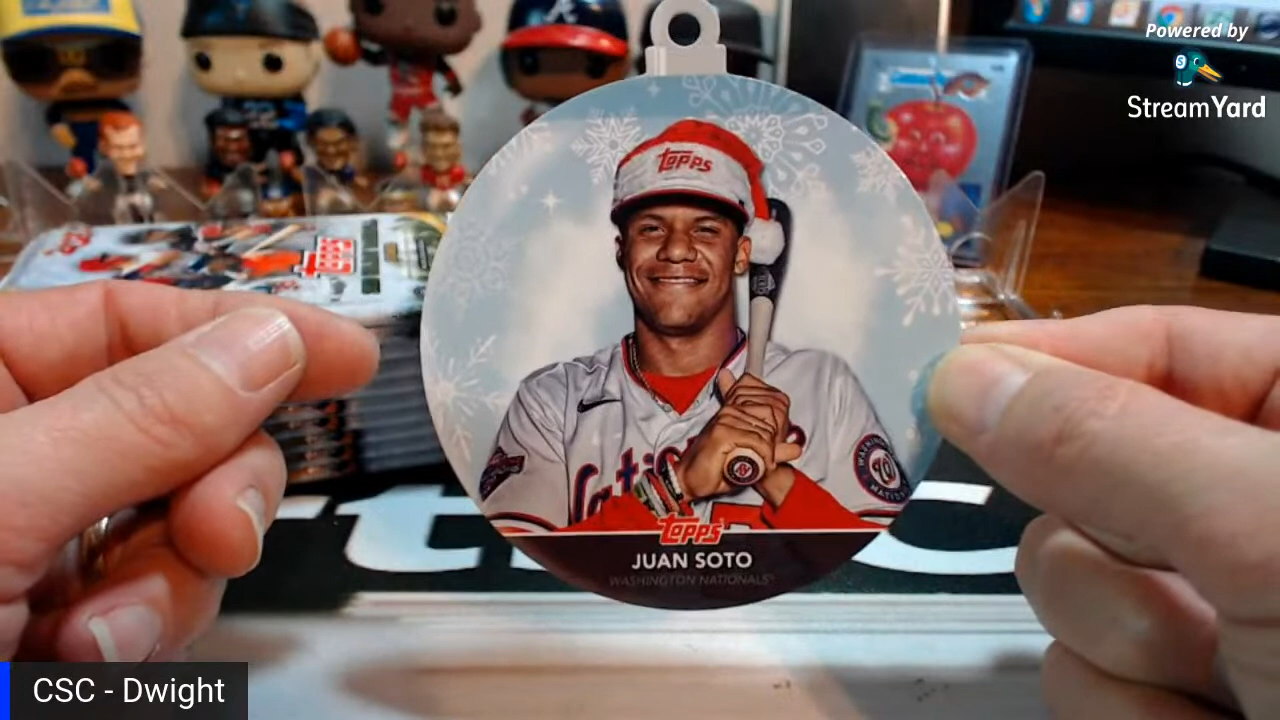 Powered by
StreamYard
Topps
Topps
JUAN SOTO
WASHINGTON NATIONALS
CSC - Dwight